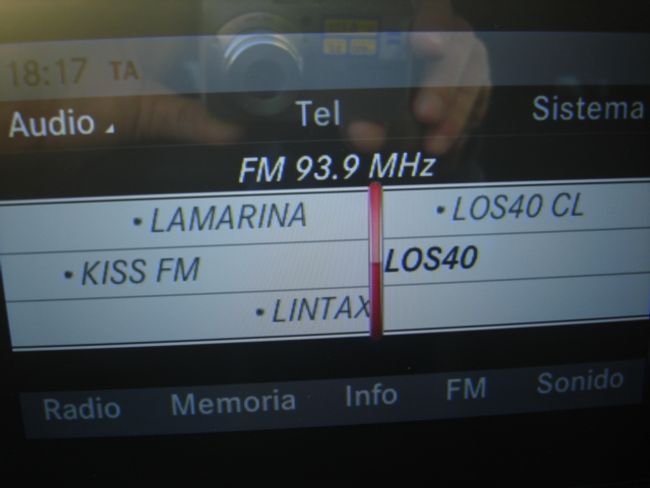 18:17 TA
Audio Tel Sistema
FM 93.9 MHz
• LAMARINA • LOS40 CL
• KISS FM LOS40
• LINTAX
Radio Memoria Info FM Sonido